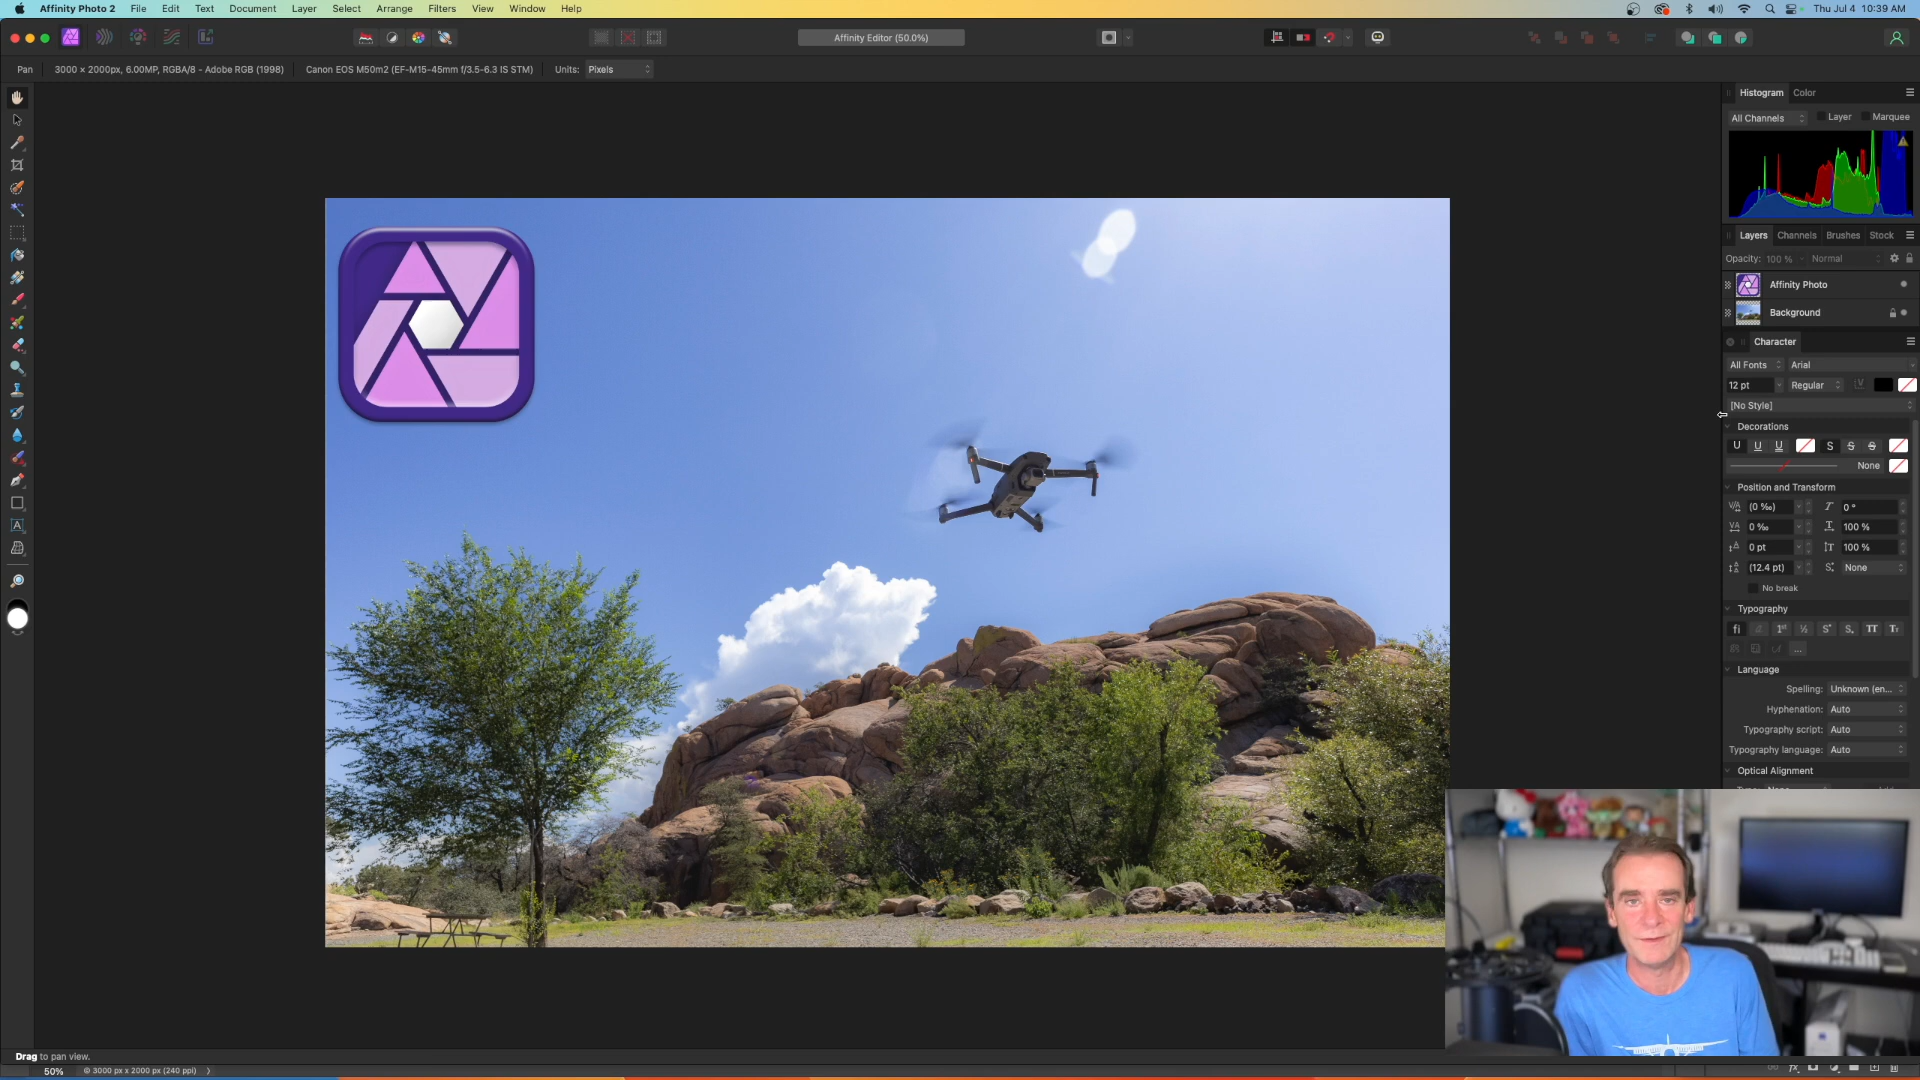 Affinity Photo 2 File Edit Text Document Layer Select Arrange Filters View Window Help Thu Jul 4 10:39 AM
Affinity Editor (50.0%)
Pan 3000 × 2000px, 6.00MP, RGBA/8 - Adobe RGB (1998) Canon EOS M50m2 (EF-M15-45mm f/3.5-6.3 IS STM) Units: Pixels
Histogram Color
All Channels Layer Marquee
Layers Channels Brushes Stock
Opacity: 100 % Normal
Affinity Photo
Background
Character
All Fonts Arial
12 pt Regular
[No Style]
Decorations
U U U S S S
None
Position and Transform
(0 ‰) 0 °
0 ‰ 100 %
0 pt 100 %
(12.4 pt) None
No break
Typography
fi 1st ½ S S TT Tt
...
Language
Spelling: Unknown (en...
Hyphenation: Auto
Typography script: Auto
Typography language: Auto
Optical Alignment
Drag to pan view.
50% 3000 px x 2000 px (240 ppi)